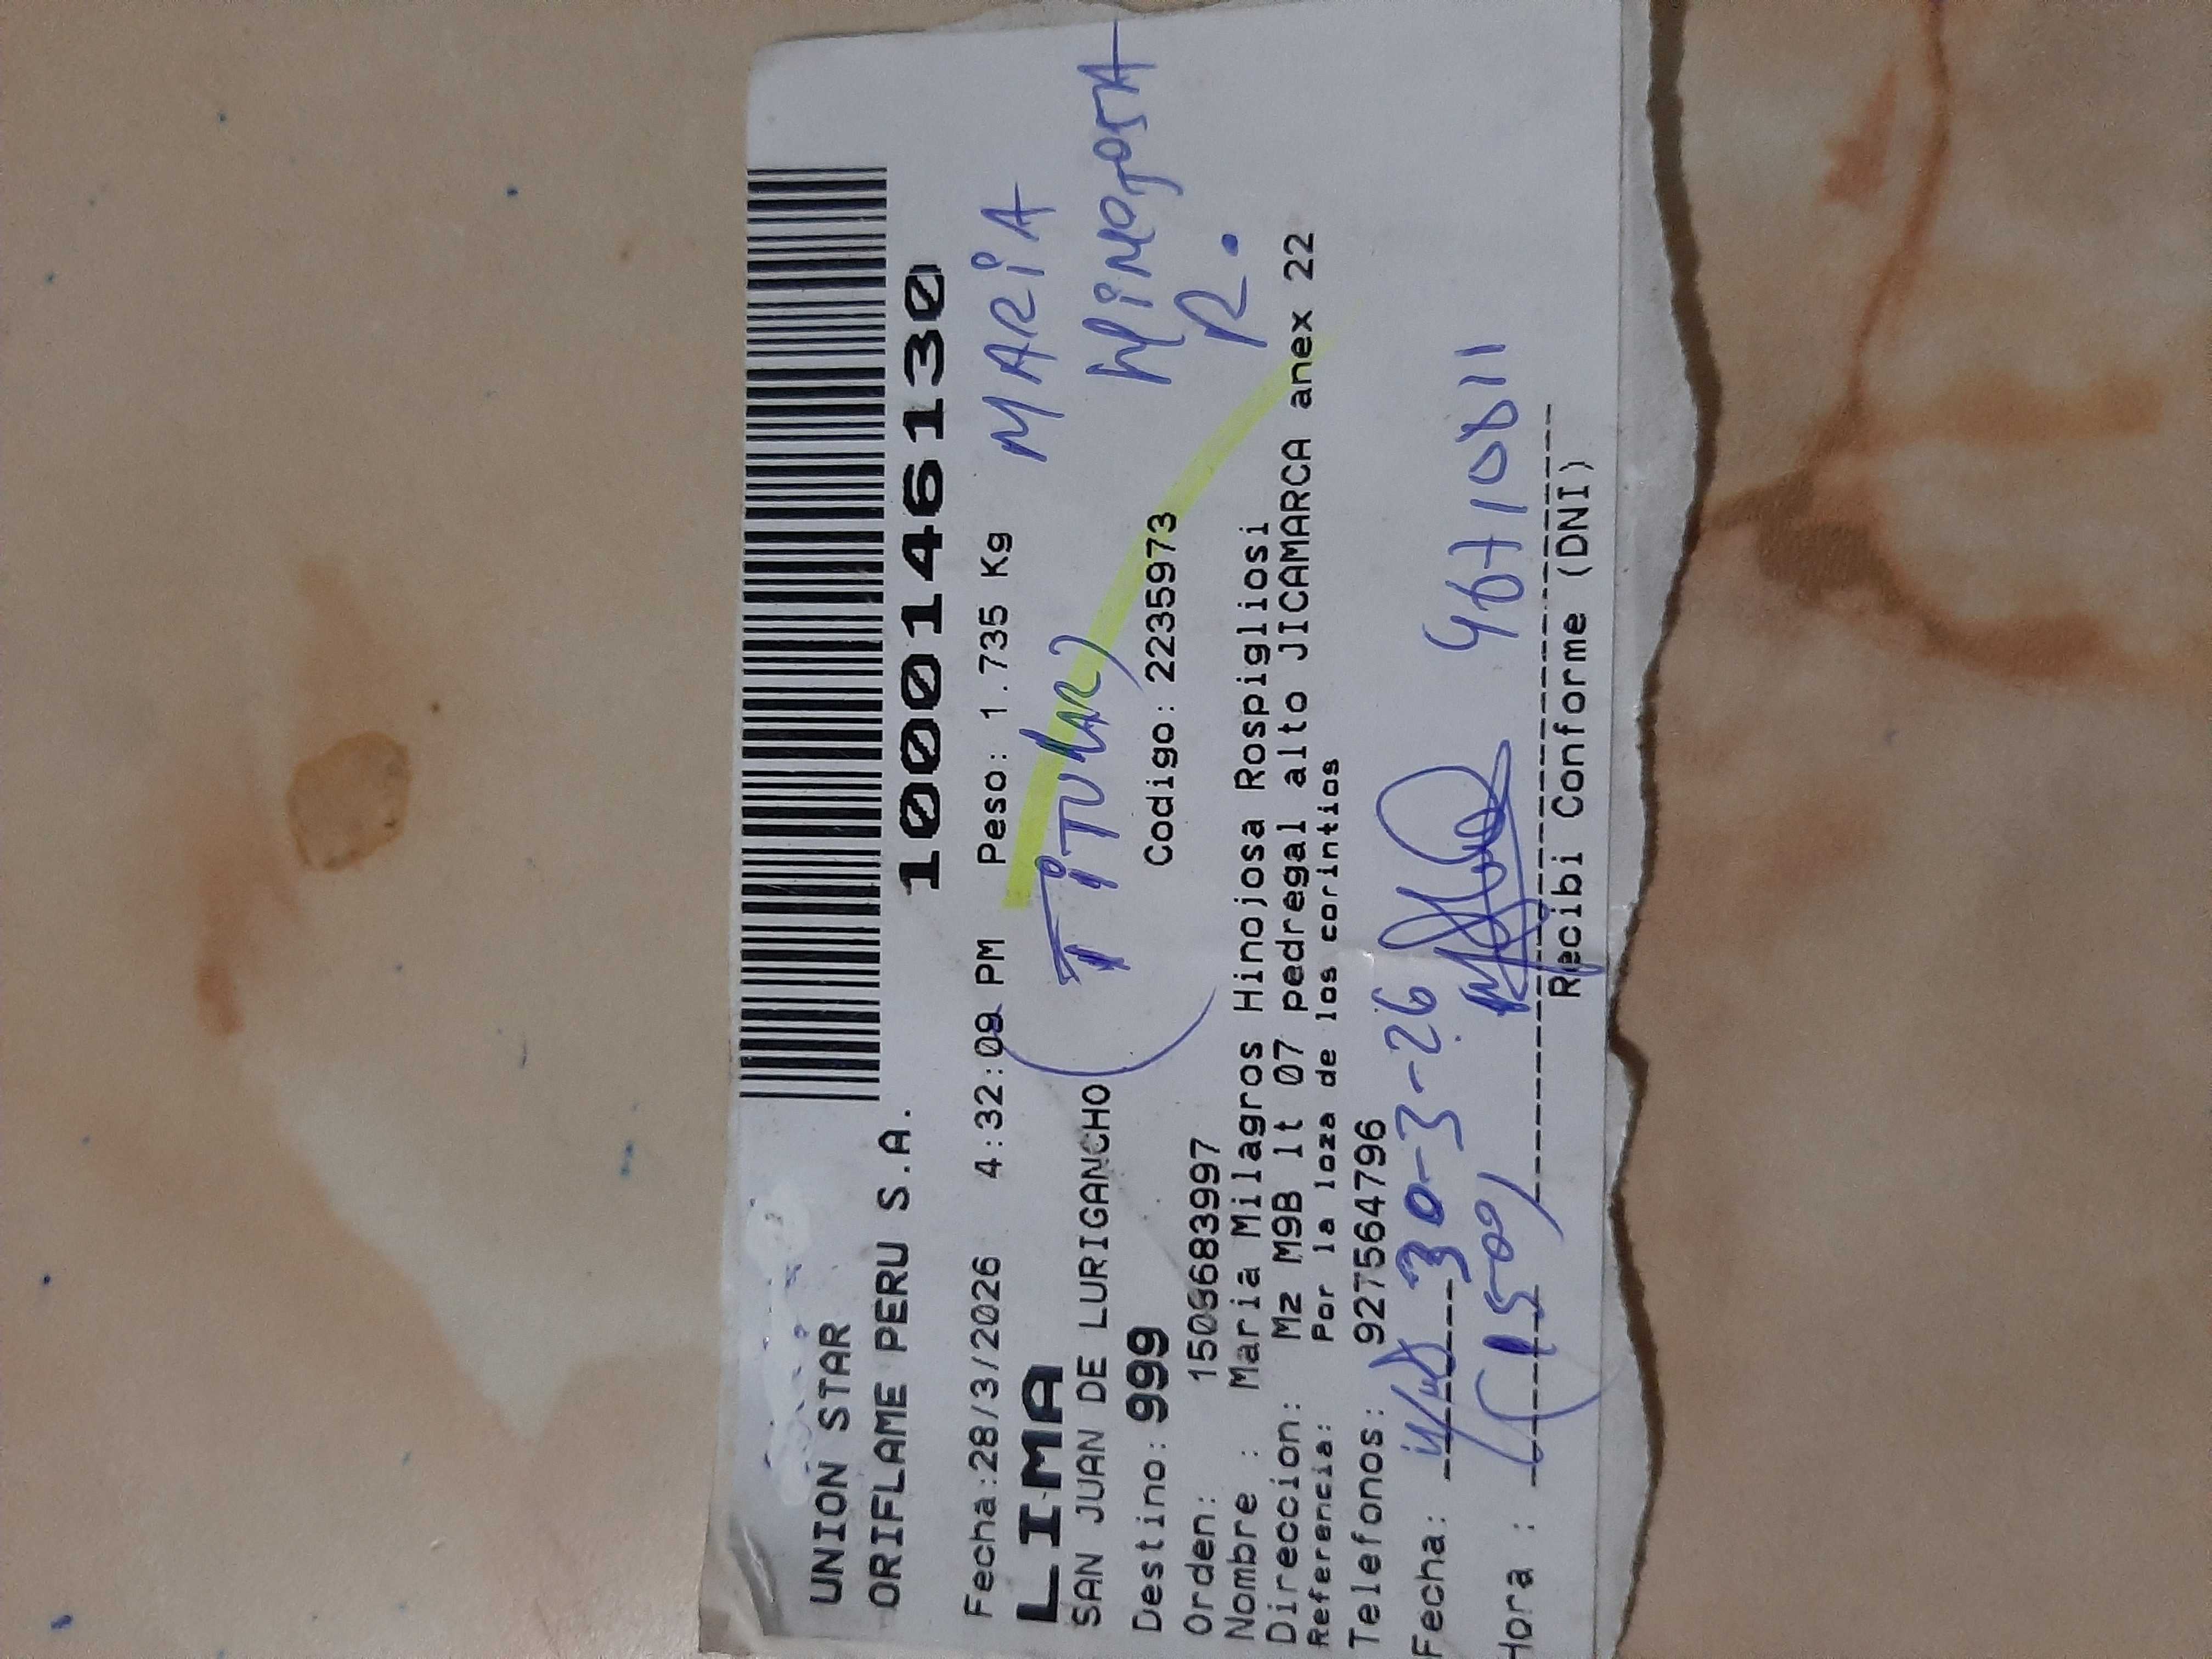 UNION STAR
ORIFLAME PERU S.A.
1000146130
Fecha:28/3/2026 4:32:09 PM Peso: 1.735 Kg MARiA
LIMA
HiNOJOSA
R.
SAN JUAN DE LURIGANCHO (TiTULAR)
Destino: 999 Codigo: 2235973
Orden: 1509683997
Nombre : Maria Milagros Hinojosa Rospigliosi
Direccion: Mz M9B lt 07 pedregal alto JICAMARCA anex 22
Referencia: Por la loza de los corintios
Telefonos: 927564796
Fecha: 30-3-26
Hora : 46710811
Recibi Conforme (DNI)